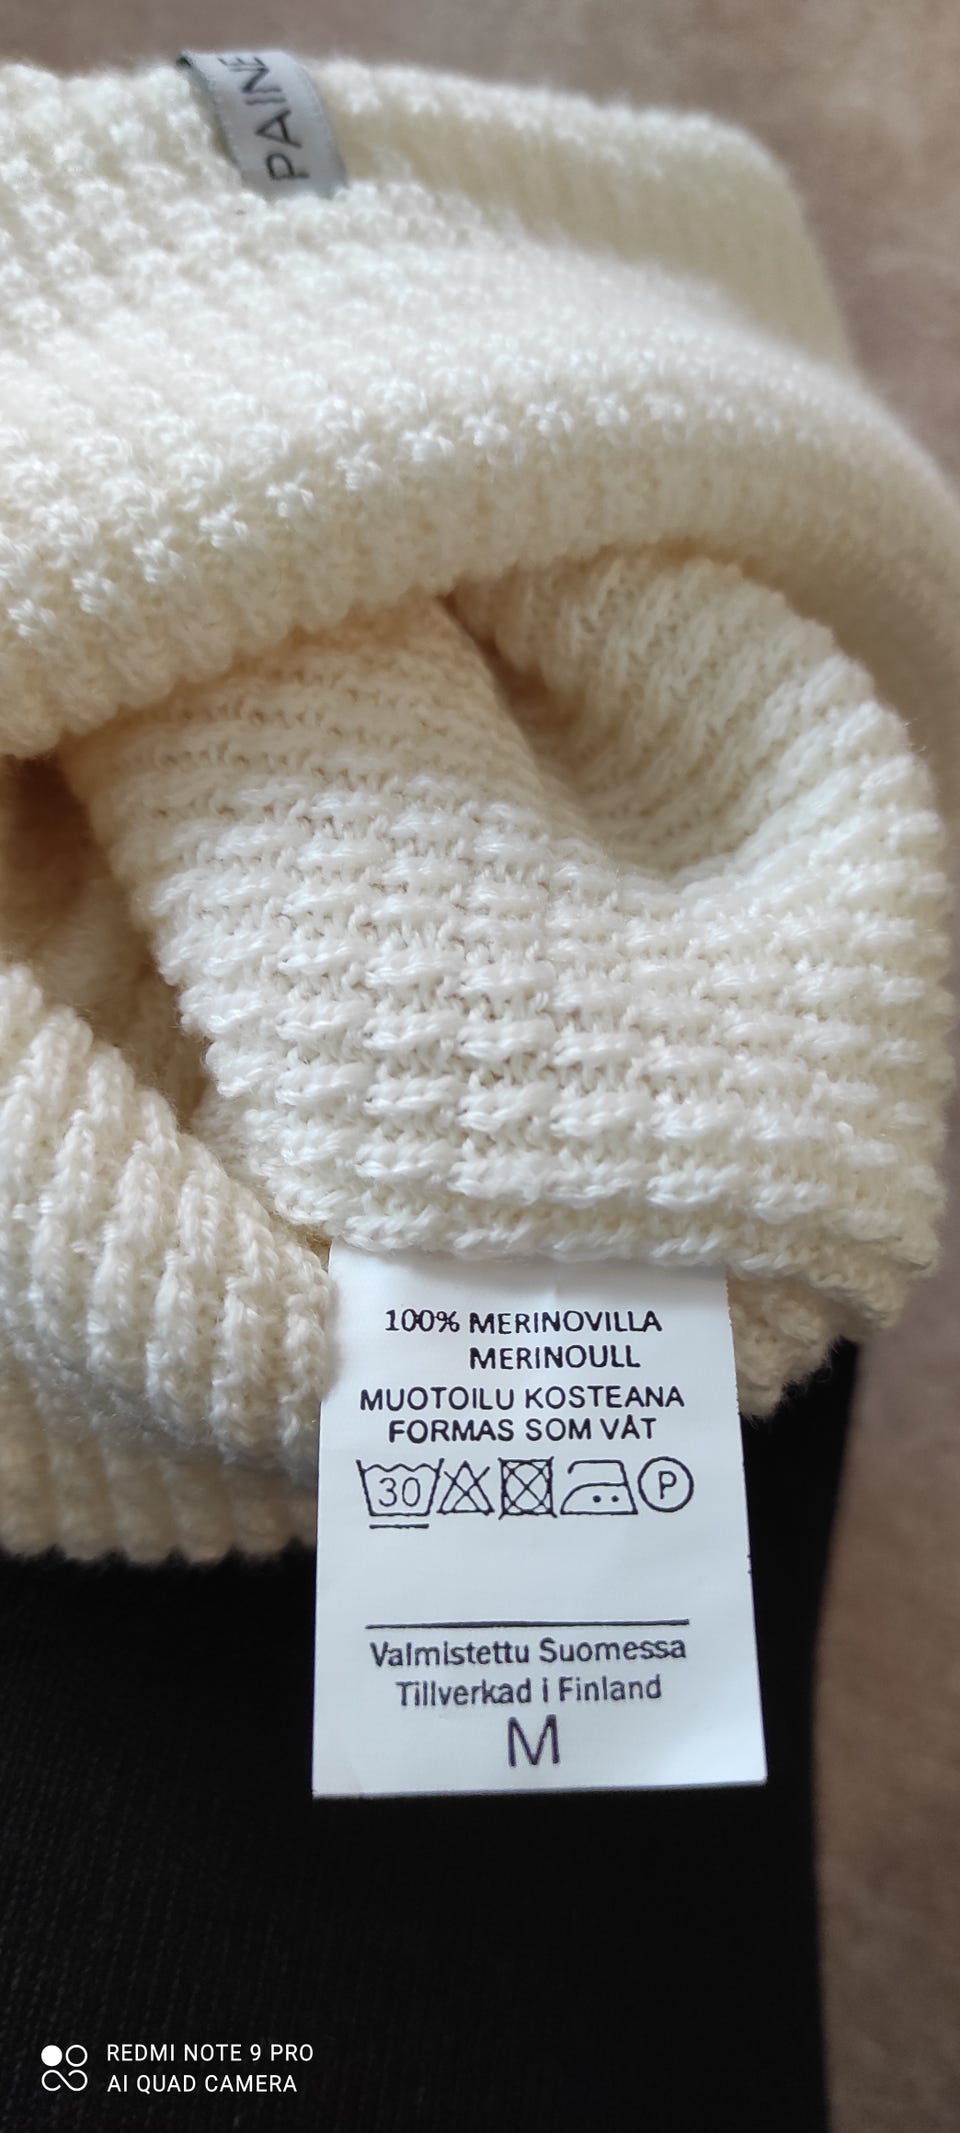 PAINE
100% MERINOVILLA
MERINOULL
MUOTOILU KOSTEANA
FORMAS SOM VÅT
30 P
Valmistettu Suomessa
Tillverkad i Finland
M
REDMI NOTE 9 PRO
AI QUAD CAMERA